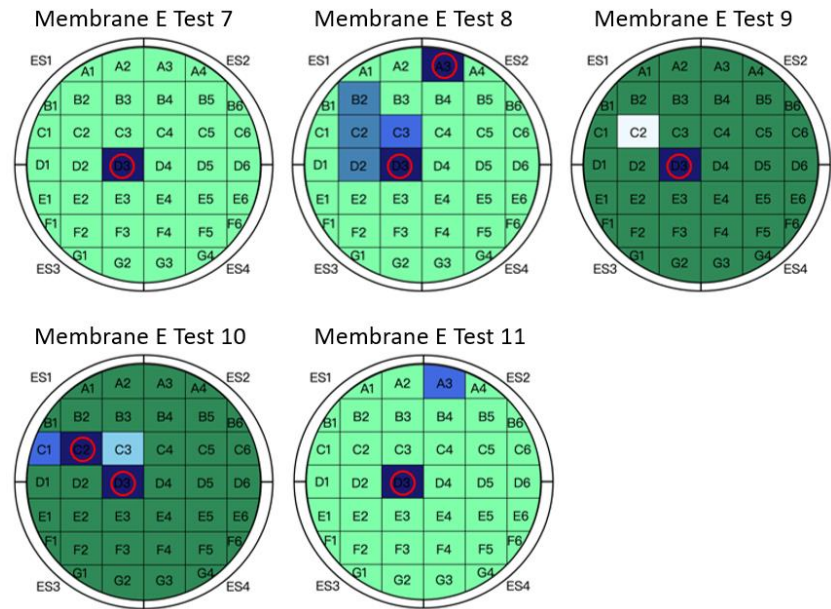 Membrane E Test 7 Membrane E Test 8 Membrane E Test 9
ES1 ES2 ES1 ES2 ES1 ES2
A1 A2 A3 A4 A1 A2 A3 A4 A1 A2 A3 A4
B1 B2 B3 B4 B5 B6 B1 B2 B3 B4 B5 B6 B1 B2 B3 B4 B5 B6
C1 C2 C3 C4 C5 C6 C1 C2 C3 C4 C5 C6 C1 C2 C3 C4 C5 C6
D1 D2 D3 D4 D5 D6 D1 D2 D3 D4 D5 D6 D1 D2 D3 D4 D5 D6
E1 E2 E3 E4 E5 E6 E1 E2 E3 E4 E5 E6 E1 E2 E3 E4 E5 E6
F1 F2 F3 F4 F5 F6 F1 F2 F3 F4 F5 F6 F1 F2 F3 F4 F5 F6
G1 G2 G3 G4 G1 G2 G3 G4 G1 G2 G3 G4
ES3 ES4 ES3 ES4 ES3 ES4
Membrane E Test 10 Membrane E Test 11
ES1 ES2 ES1 ES2
A1 A2 A3 A4 A1 A2 A3 A4
B1 B2 B3 B4 B5 B6 B1 B2 B3 B4 B5 B6
C1 C2 C3 C4 C5 C6 C1 C2 C3 C4 C5 C6
D1 D2 D3 D4 D5 D6 D1 D2 D3 D4 D5 D6
E1 E2 E3 E4 E5 E6 E1 E2 E3 E4 E5 E6
F1 F2 F3 F4 F5 F6 F1 F2 F3 F4 F5 F6
G1 G2 G3 G4 G1 G2 G3 G4
ES3 ES4 ES3 ES4